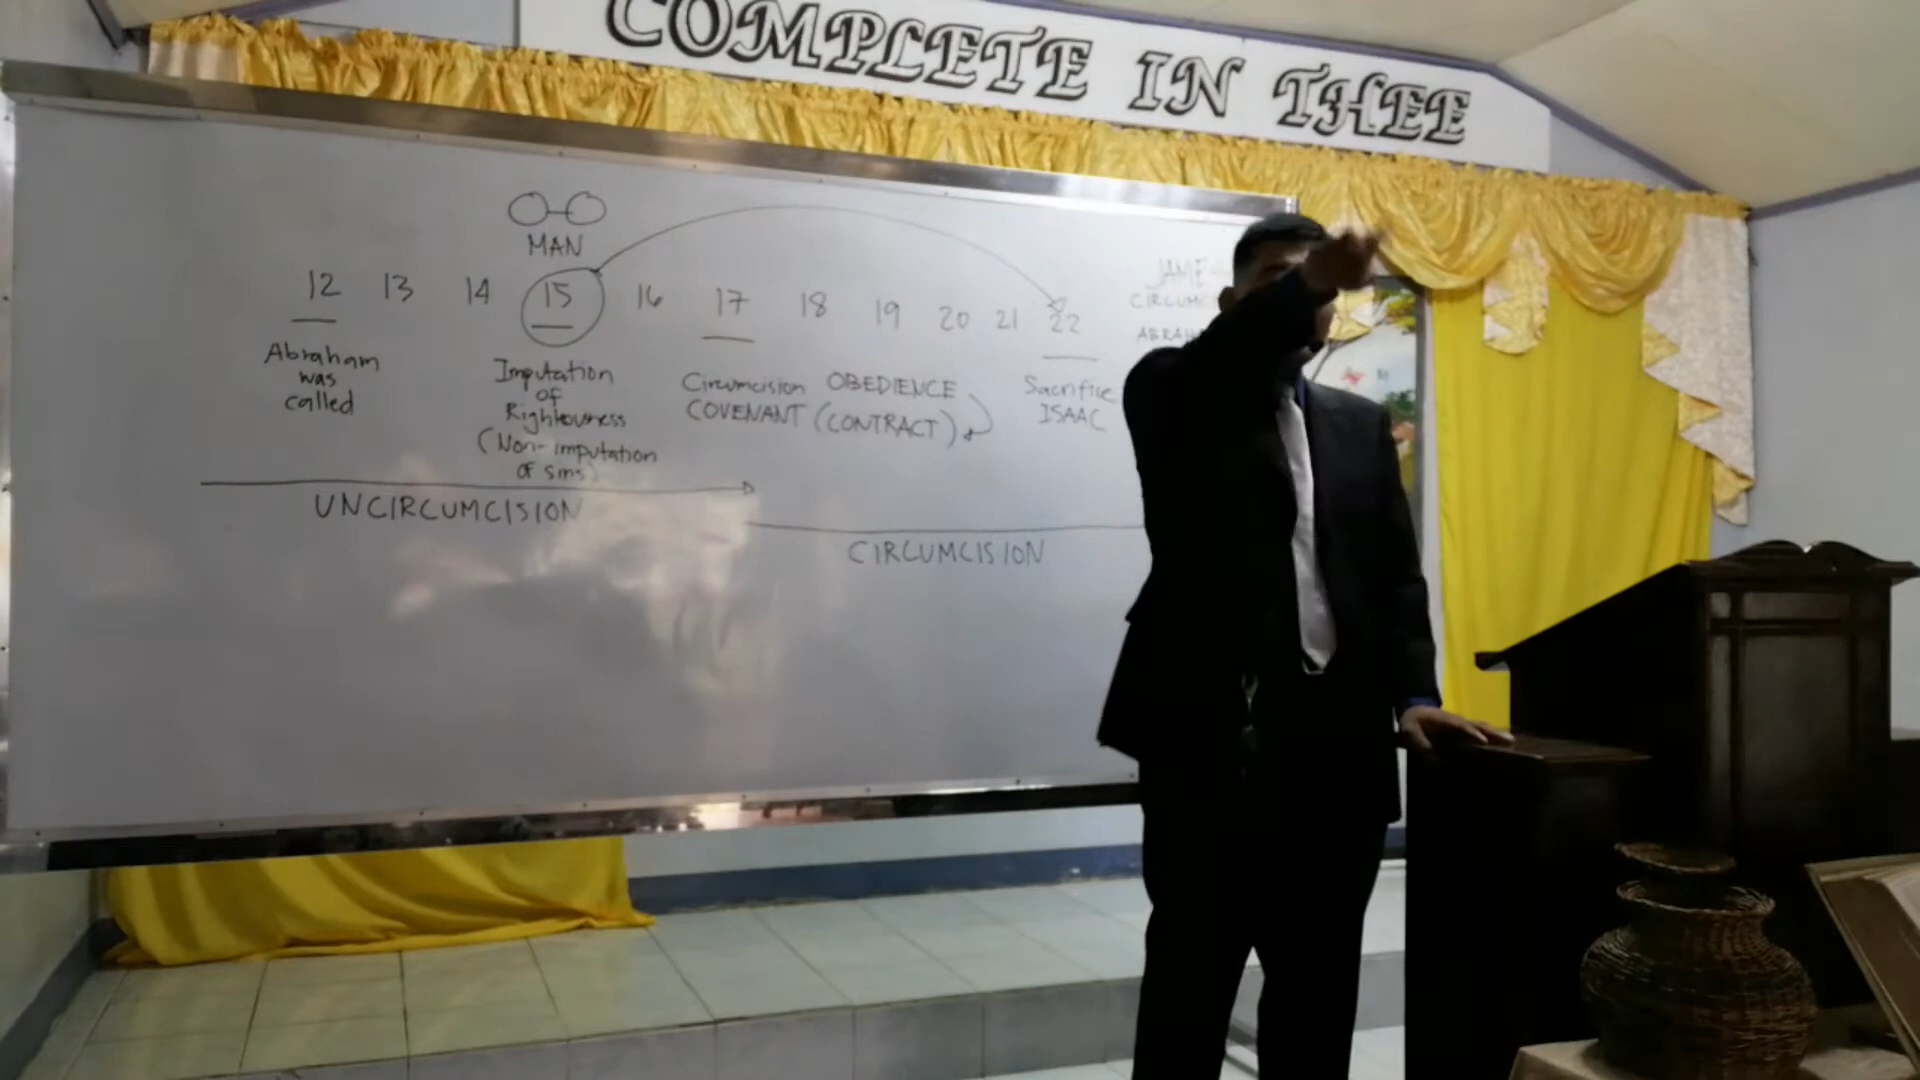 COMPLETE IN THEE
MAN
12 13 14 15 16 17 18 19 20 21 22
Abraham
was
called
Imputation
of
Righteousness
(Non-imputation
of sins)
Circumcision OBEDIENCE
COVENANT (CONTRACT)
Sacrifice
ISAAC
UNCIRCUMCISION
CIRCUMCISION